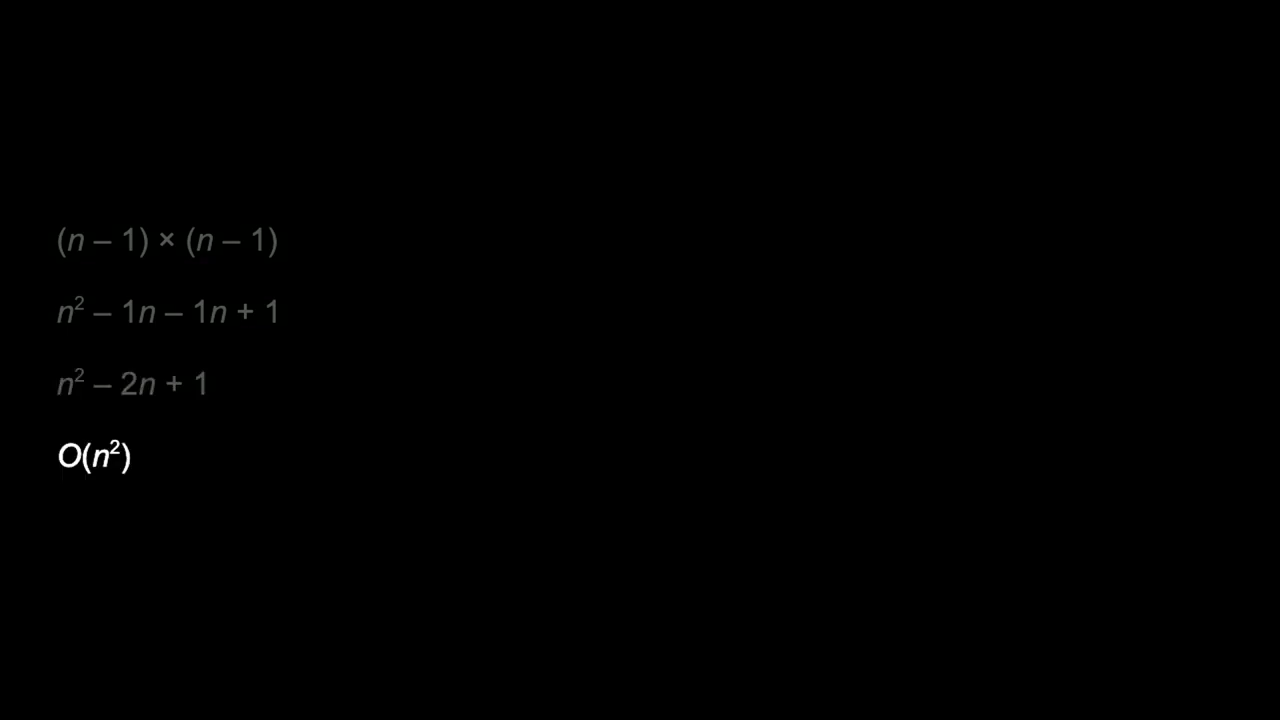 (n – 1) × (n – 1)
n² – 1n – 1n + 1
n² – 2n + 1
O(n²)